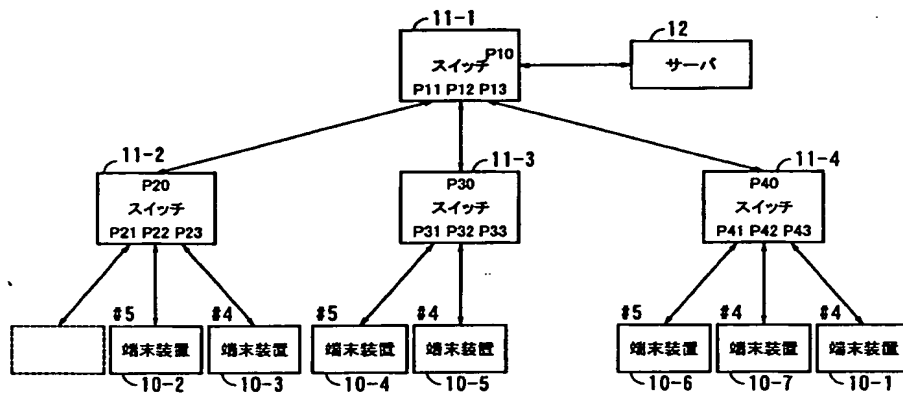 11-1
12
P10
スイッチ
サーバ
P11 P12 P13
11-2
11-3
11-4
P20
スイッチ
P21 P22 P23
P30
スイッチ
P31 P32 P33
P40
スイッチ
P41 P42 P43
#5
#4
#5
#4
#5
#4
#4
端末装置
端末装置
端末装置
端末装置
端末装置
端末装置
端末装置
10-2
10-3
10-4
10-5
10-6
10-7
10-1